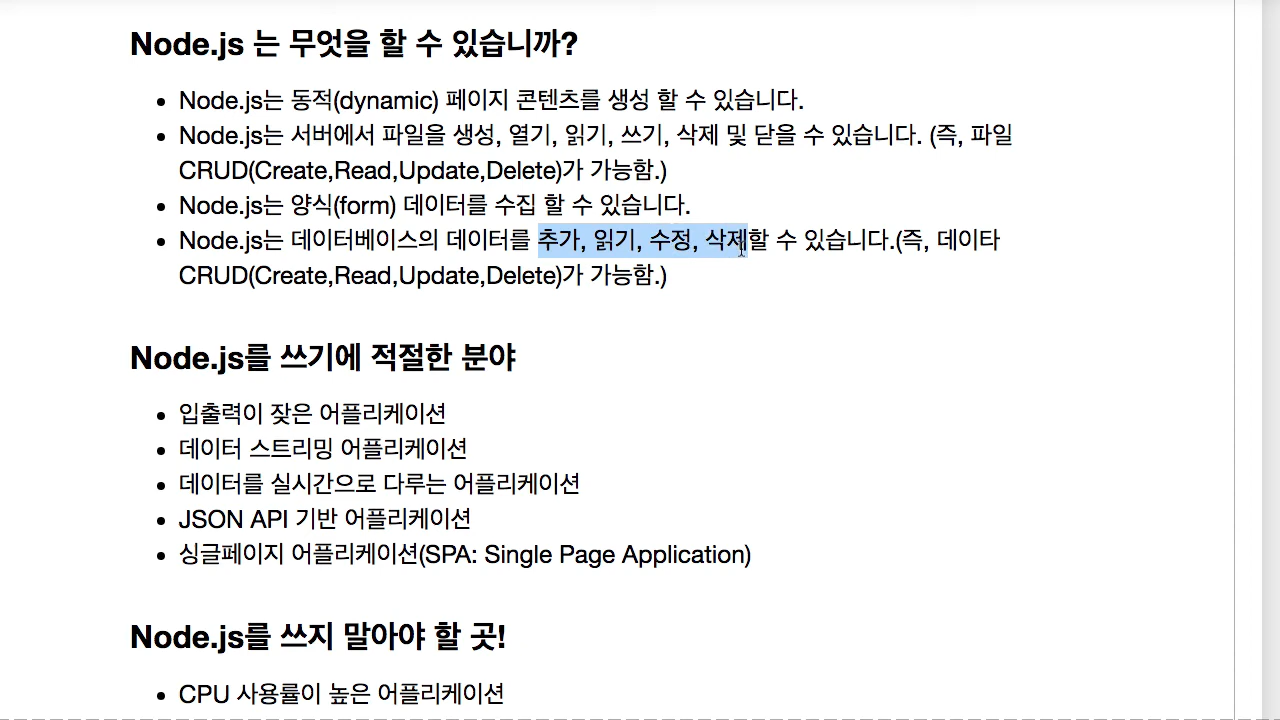 Node.js 는 무엇을 할 수 있습니까?
Node.js는 동적(dynamic) 페이지 콘텐츠를 생성 할 수 있습니다.
Node.js는 서버에서 파일을 생성, 열기, 읽기, 쓰기, 삭제 및 닫을 수 있습니다. (즉, 파일
CRUD(Create,Read,Update,Delete)가 가능함.)
Node.js는 양식(form) 데이터를 수집 할 수 있습니다.
Node.js는 데이터베이스의 데이터를 추가, 읽기, 수정, 삭제할 수 있습니다.(즉, 데이타
CRUD(Create,Read,Update,Delete)가 가능함.)
Node.js를 쓰기에 적절한 분야
입출력이 잦은 어플리케이션
데이터 스트리밍 어플리케이션
데이터를 실시간으로 다루는 어플리케이션
JSON API 기반 어플리케이션
싱글페이지 어플리케이션(SPA: Single Page Application)
Node.js를 쓰지 말아야 할 곳!
CPU 사용률이 높은 어플리케이션